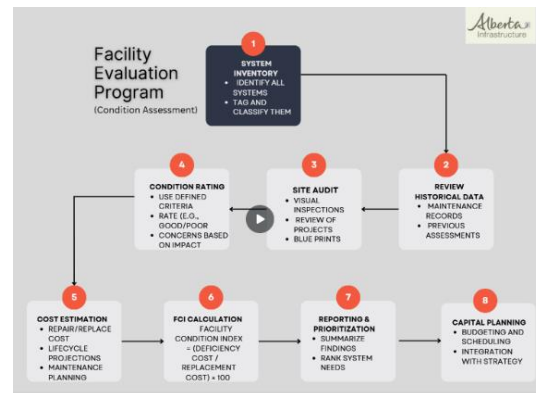 Alberta
Infrastructure
Facility
Evaluation
Program
(Condition Assessment)
1
SYSTEM
INVENTORY
• IDENTIFY ALL
SYSTEMS
• TAG AND
CLASSIFY THEM
2
REVIEW
HISTORICAL DATA
• MAINTENANCE
RECORDS
• PREVIOUS
ASSESSMENTS
3
SITE AUDIT
• VISUAL
INSPECTIONS
• REVIEW OF
PROJECTS
• BLUE PRINTS
4
CONDITION RATING
• USE DEFINED
CRITERIA
• RATE (E.G.,
GOOD/POOR
• CONCERNS BASED
ON IMPACT
5
COST ESTIMATION
• REPAIR/REPLACE
COST
• LIFECYCLE
PROJECTIONS
• MAINTENANCE
PLANNING
6
FCI CALCULATION
FACILITY
CONDITION INDEX
= (DEFICIENCY
COST /
REPLACEMENT
COST) × 100
7
REPORTING &
PRIORITIZATION
• SUMMARIZE
FINDINGS
• RANK SYSTEM
NEEDS
8
CAPITAL PLANNING
• BUDGETING AND
SCHEDULING
• INTEGRATION
WITH STRATEGY